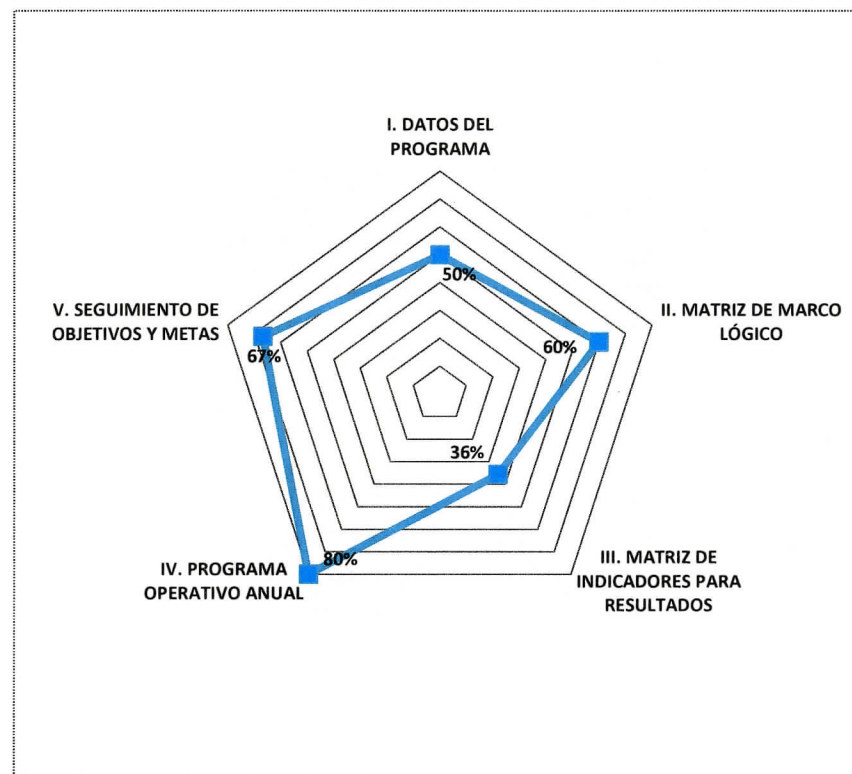 I. DATOS DEL
PROGRAMA
50%
II. MATRIZ DE MARCO
LÓGICO
60%
III. MATRIZ DE
INDICADORES PARA
RESULTADOS
36%
IV. PROGRAMA
OPERATIVO ANUAL
80%
V. SEGUIMIENTO DE
OBJETIVOS Y METAS
67%